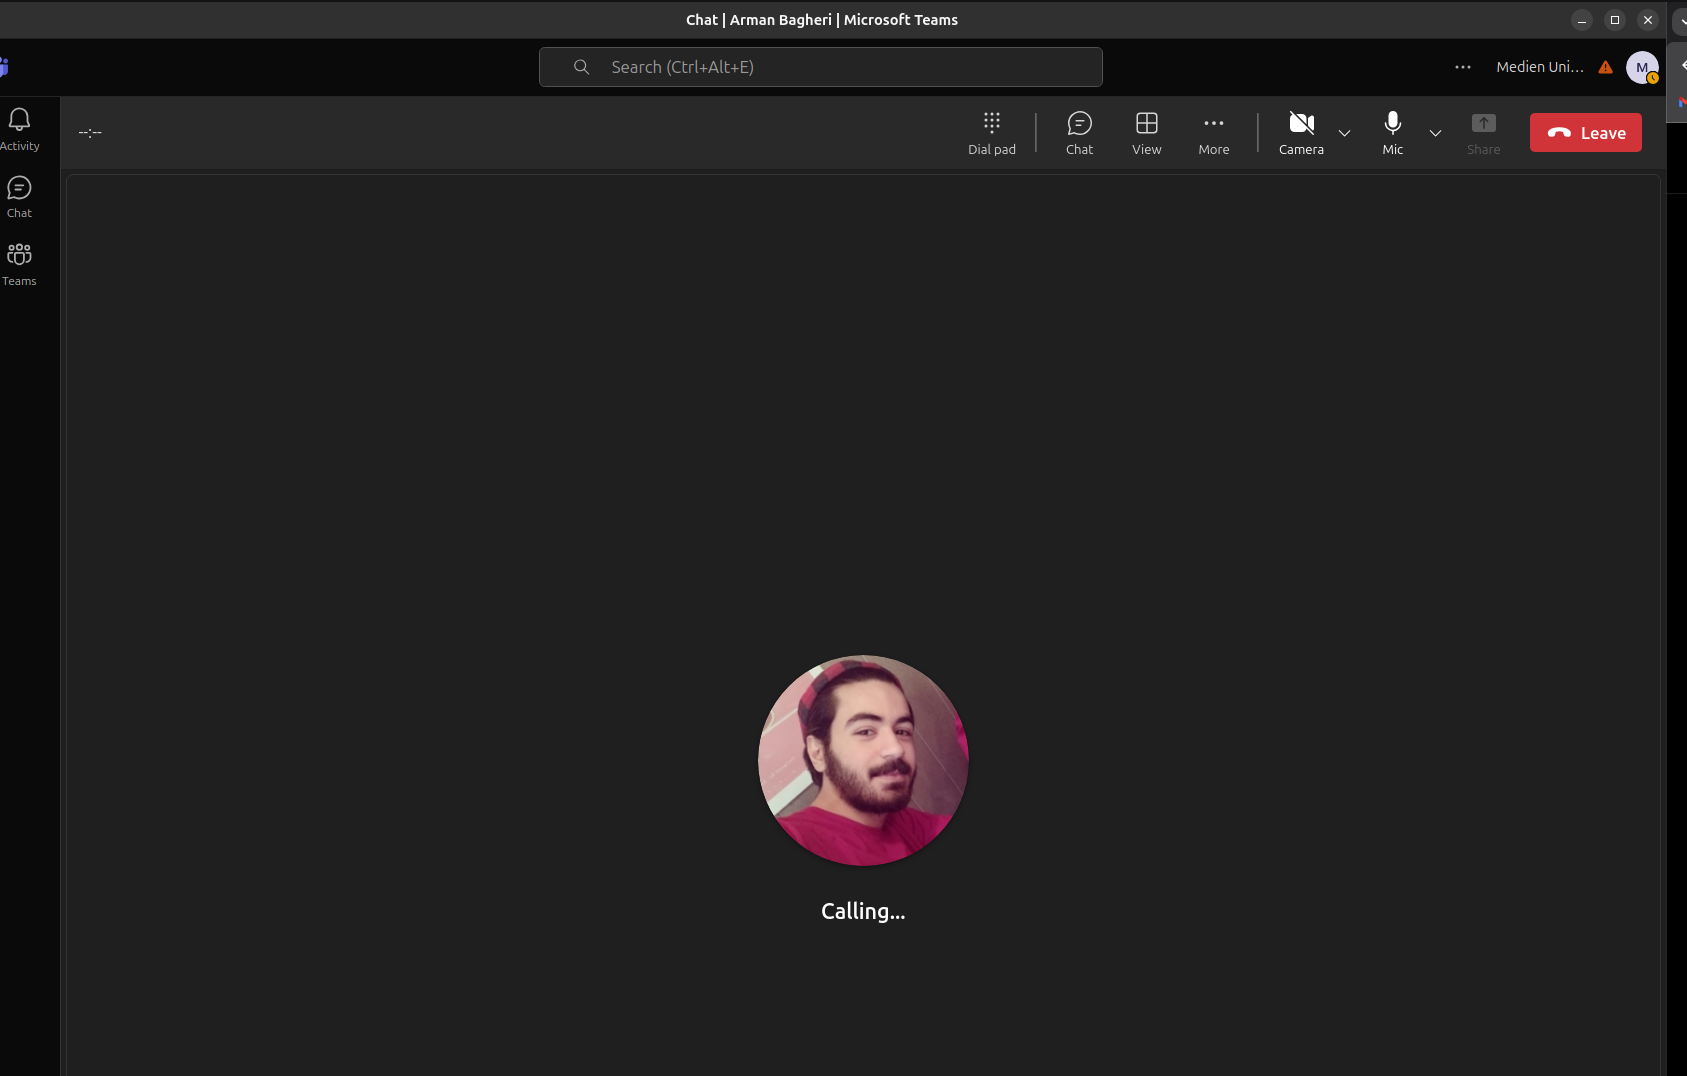 Chat | Arman Bagheri | Microsoft Teams
Search (Ctrl+Alt+E)
Medien Uni...
M
Activity
Chat
Teams
--:--
Dial pad
Chat
View
More
Camera
Mic
Share
Leave
Calling...